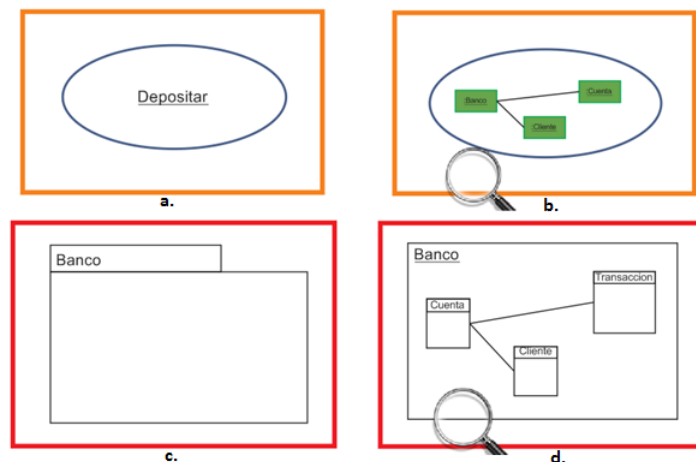 Depositar
a.
Banco
Cuenta
Cliente
b.
Banco
c.
Banco
Transaccion
Cuenta
Cliente
d.